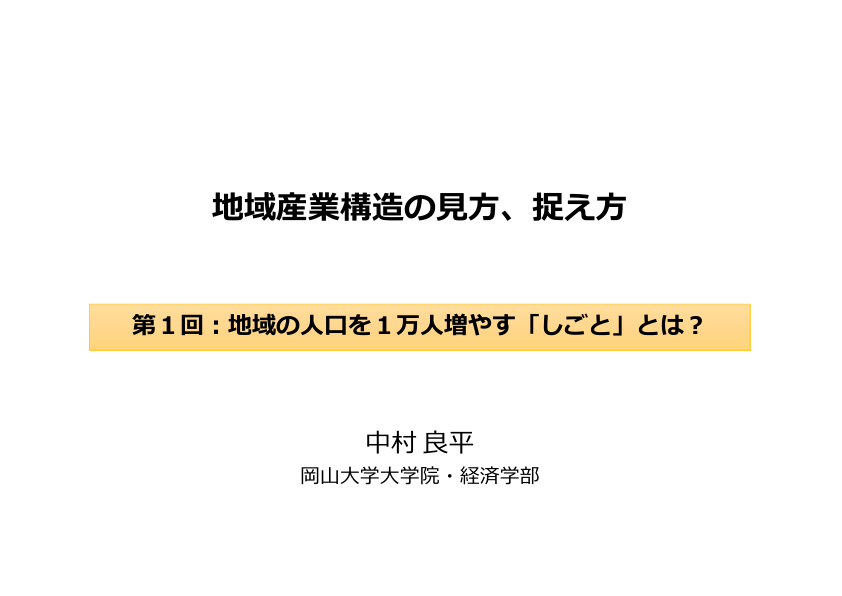 地域産業構造の見方、捉え方
第１回：地域の人口を１万人増やす「しごと」とは？
中村 良平
岡山大学大学院・経済学部